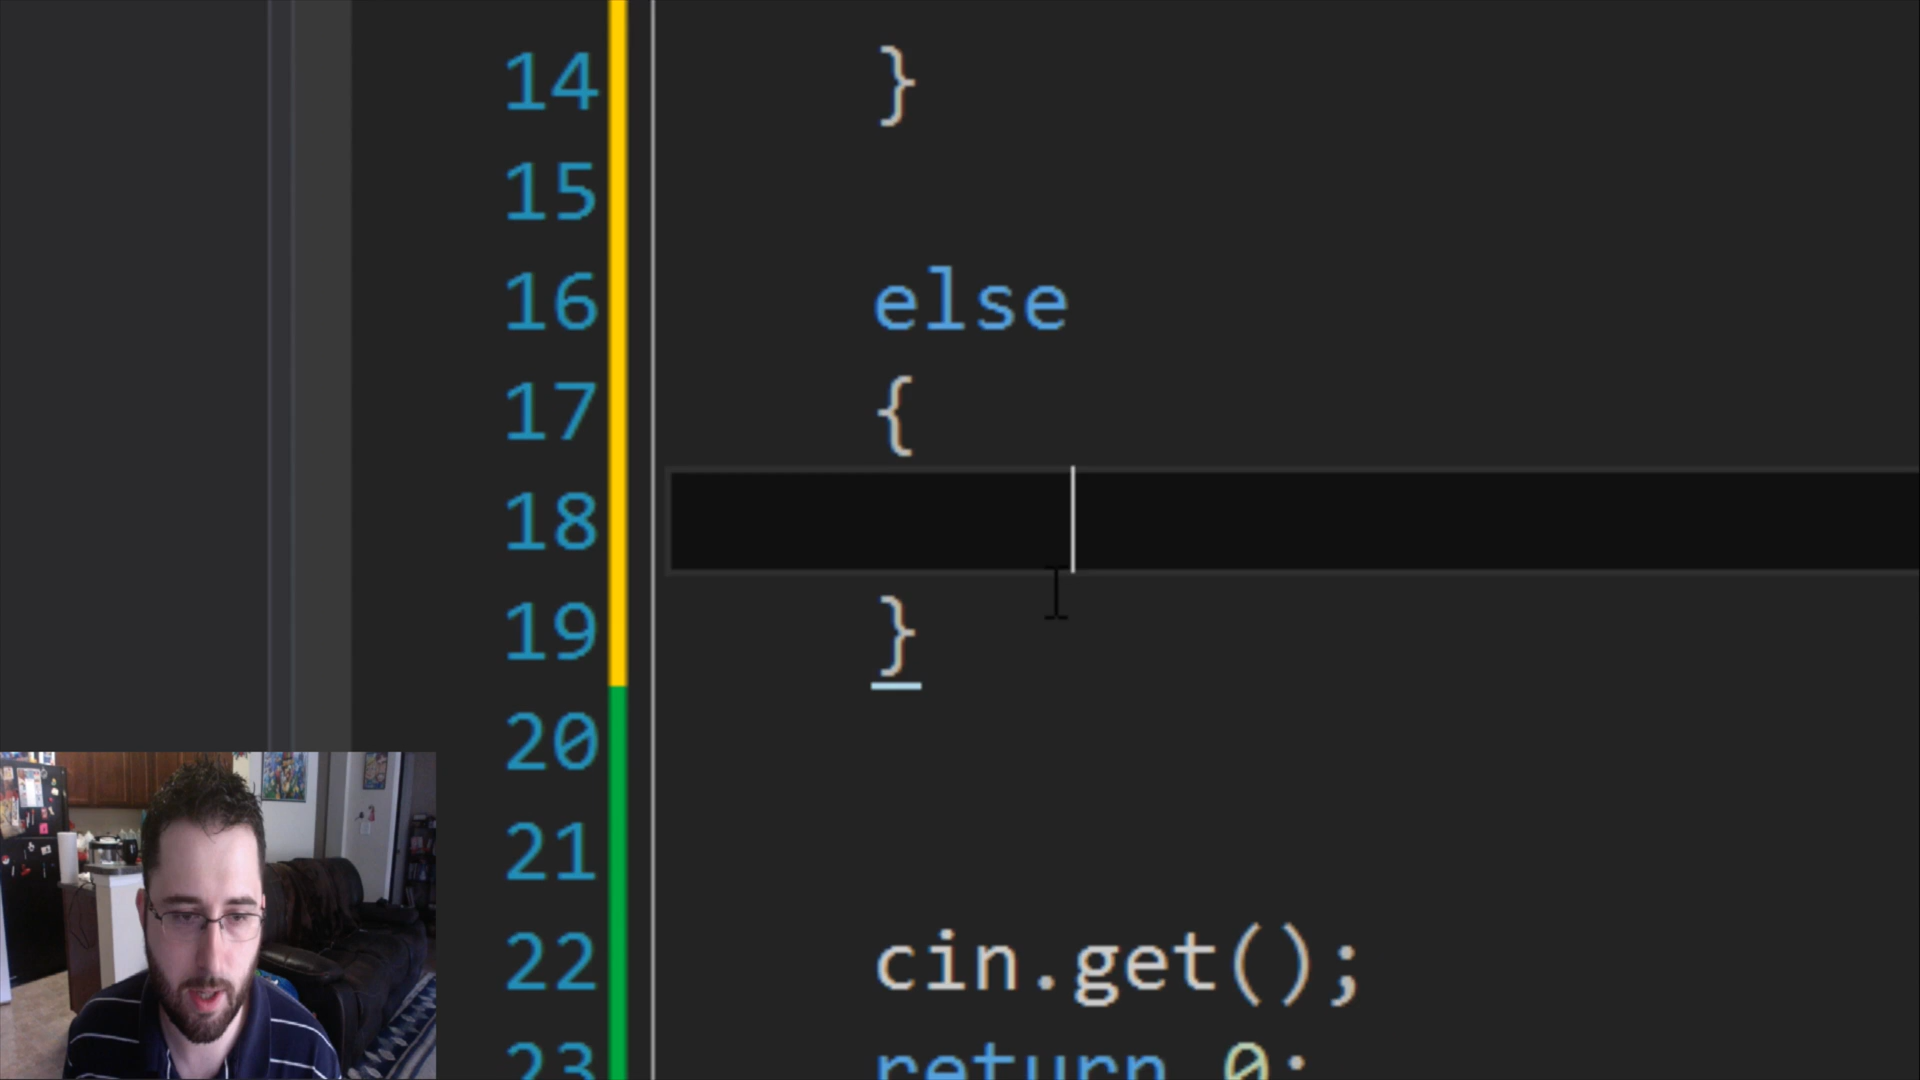 14 }
15
16 else
17 {
18
19 }
20
21
22 cin.get();
23 return 0;